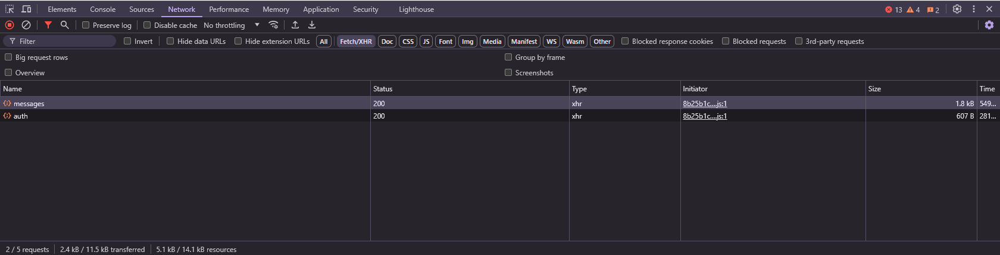 Elements Console Sources Network Performance Memory Application Security Lighthouse 13 4 2
Preserve log Disable cache No throttling
Filter Invert Hide data URLs Hide extension URLs All Fetch/XHR Doc CSS JS Font Img Media Manifest WS Wasm Other Blocked response cookies Blocked requests 3rd-party requests
Big request rows Group by frame
Overview Screenshots
Name Status Type Initiator Size Time
messages 200 xhr 8b25b1c....js:1 1.8 kB 549...
auth 200 xhr 8b25b1c....js:1 607 B 281...
2 / 5 requests 2.4 kB / 11.5 kB transferred 5.1 kB / 14.1 kB resources